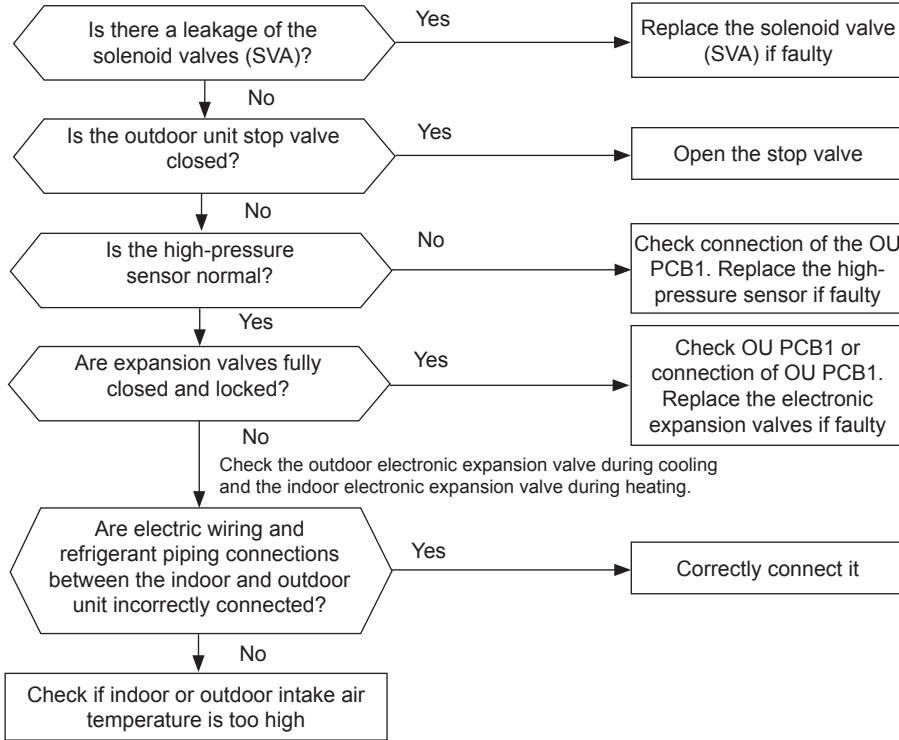 Is there a leakage of the
solenoid valves (SVA)?
Yes
Replace the solenoid valve
(SVA) if faulty
No
Is the outdoor unit stop valve
closed?
Yes
Open the stop valve
No
Is the high-pressure
sensor normal?
No
Check connection of the OU
PCB1. Replace the high-
pressure sensor if faulty
Yes
Are expansion valves fully
closed and locked?
Yes
Check OU PCB1 or
connection of OU PCB1.
Replace the electronic
expansion valves if faulty
No
Check the outdoor electronic expansion valve during cooling
and the indoor electronic expansion valve during heating.
Are electric wiring and
refrigerant piping connections
between the indoor and outdoor
unit incorrectly connected?
Yes
Correctly connect it
No
Check if indoor or outdoor intake air
temperature is too high